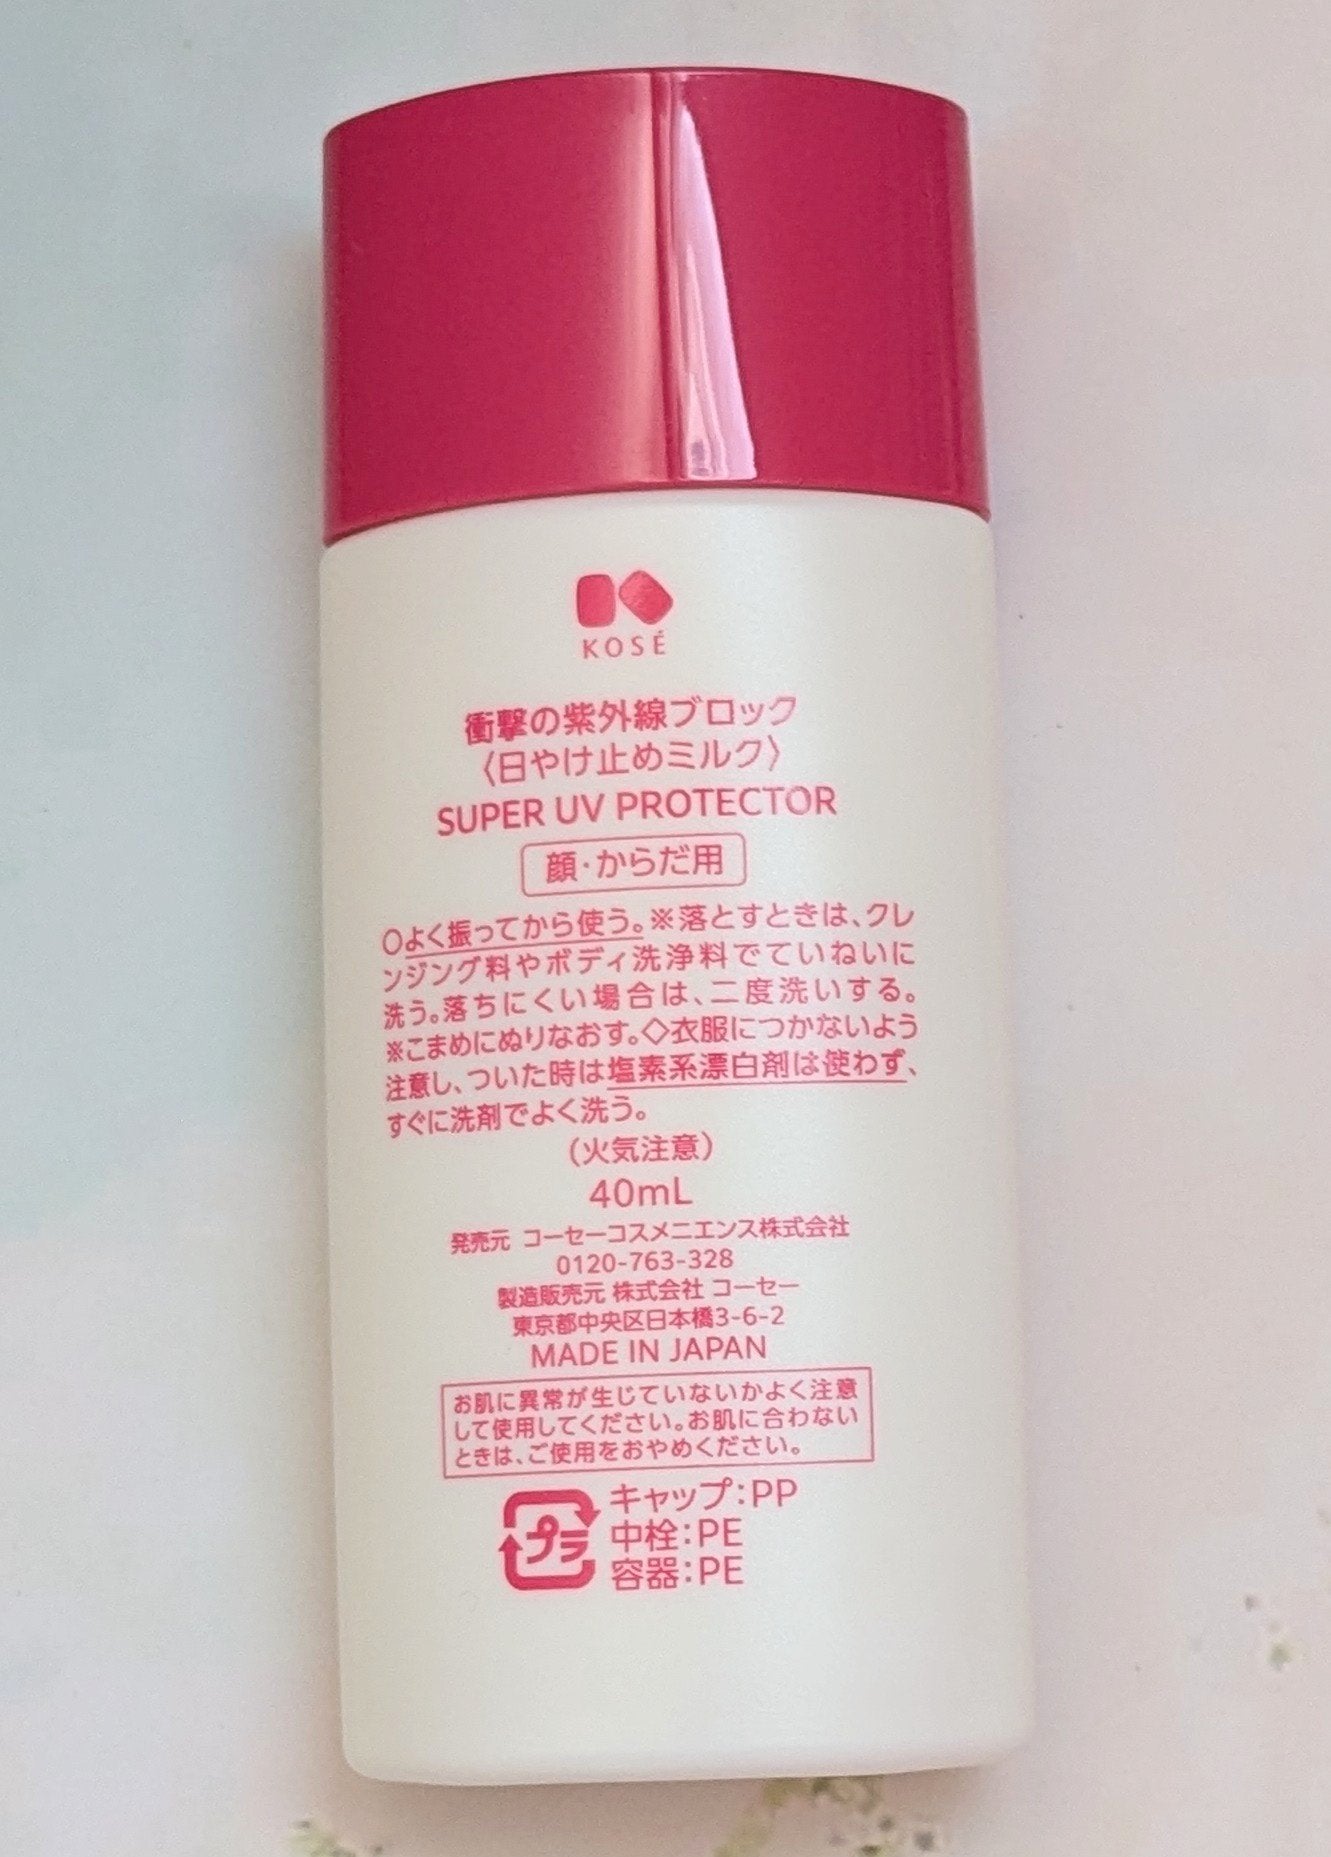 KOSÉ
衝撃の紫外線ブロック
〈日やけ止めミルク〉
SUPER UV PROTECTOR
顔・からだ用
○よく振ってから使う。※落とすときは、クレ
ンジング料やボディ洗浄料でていねいに
洗う。落ちにくい場合は、二度洗いする。
※こまめにぬりなおす。◇衣服につかないよう
注意し、ついた時は塩素系漂白剤は使わず、
すぐに洗剤でよく洗う。
(火気注意)
40mL
発売元 コーセーコスメニエンス株式会社
0120-763-328
製造販売元 株式会社 コーセー
東京都中央区日本橋3-6-2
MADE IN JAPAN
お肌に異常が生じていないかよく注意
して使用してください。お肌に合わない
ときは、ご使用をおやめください。
プラ
キャップ:PP
中栓:PE
容器:PE